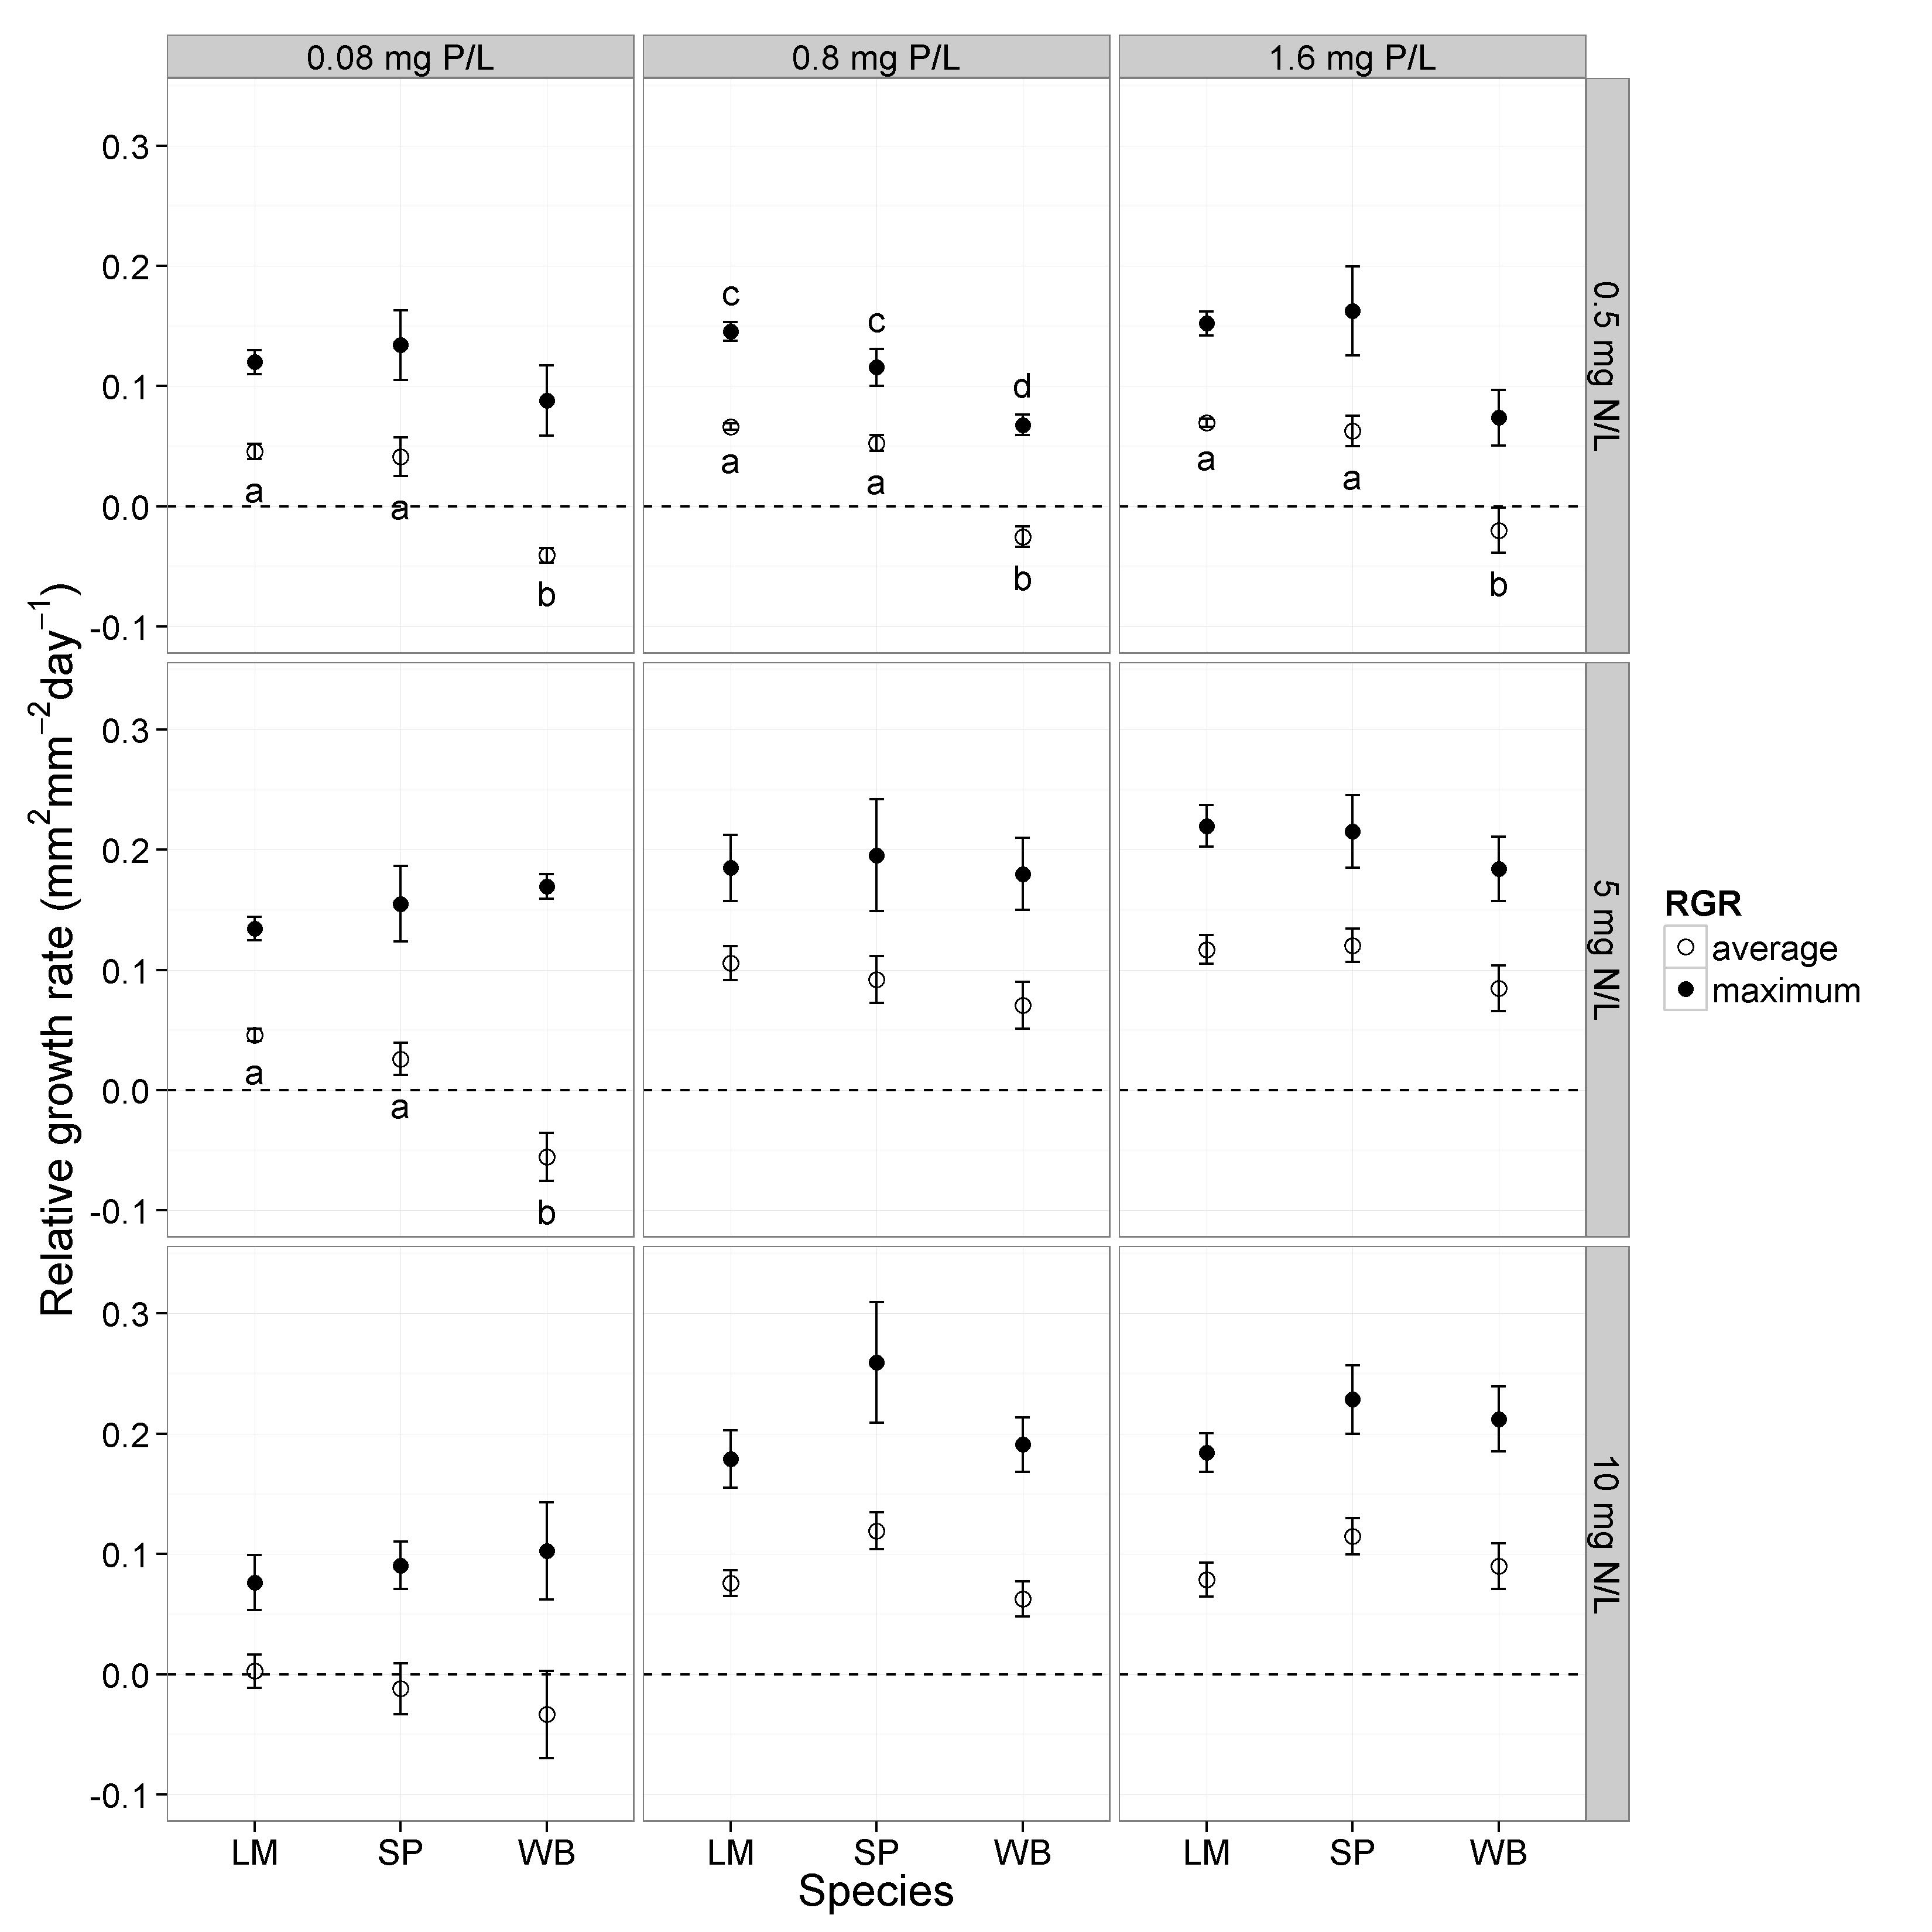 0.08 mg P/L 0.8 mg P/L 1.6 mg P/L
0.3
0.2
0.1
0.0
-0.1
a a b
c c d
a a b
a a b
0.5 mg N/L
0.3
0.2
0.1
0.0
-0.1
a a b
5 mg N/L
0.3
0.2
0.1
0.0
-0.1
10 mg N/L
LM SP WB LM SP WB LM SP WB
Species
Relative growth rate (mm²mm⁻²day⁻¹)
RGR
average
maximum